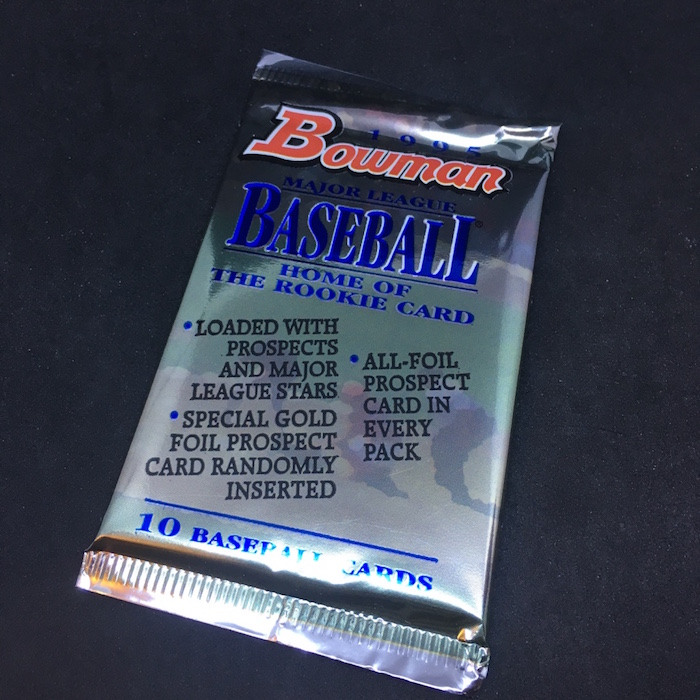 1995
Bowman
MAJOR LEAGUE
BASEBALL®
HOME OF
THE ROOKIE CARD
• LOADED WITH
PROSPECTS
AND MAJOR
LEAGUE STARS
• SPECIAL GOLD
FOIL PROSPECT
CARD RANDOMLY
INSERTED
• ALL-FOIL
PROSPECT
CARD IN
EVERY
PACK
10 BASEBALL CARDS